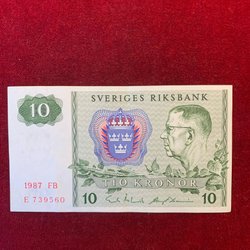 SVERIGES RIKSBANK
10
1987 FB
E 739560
TIO KRONOR
10
10